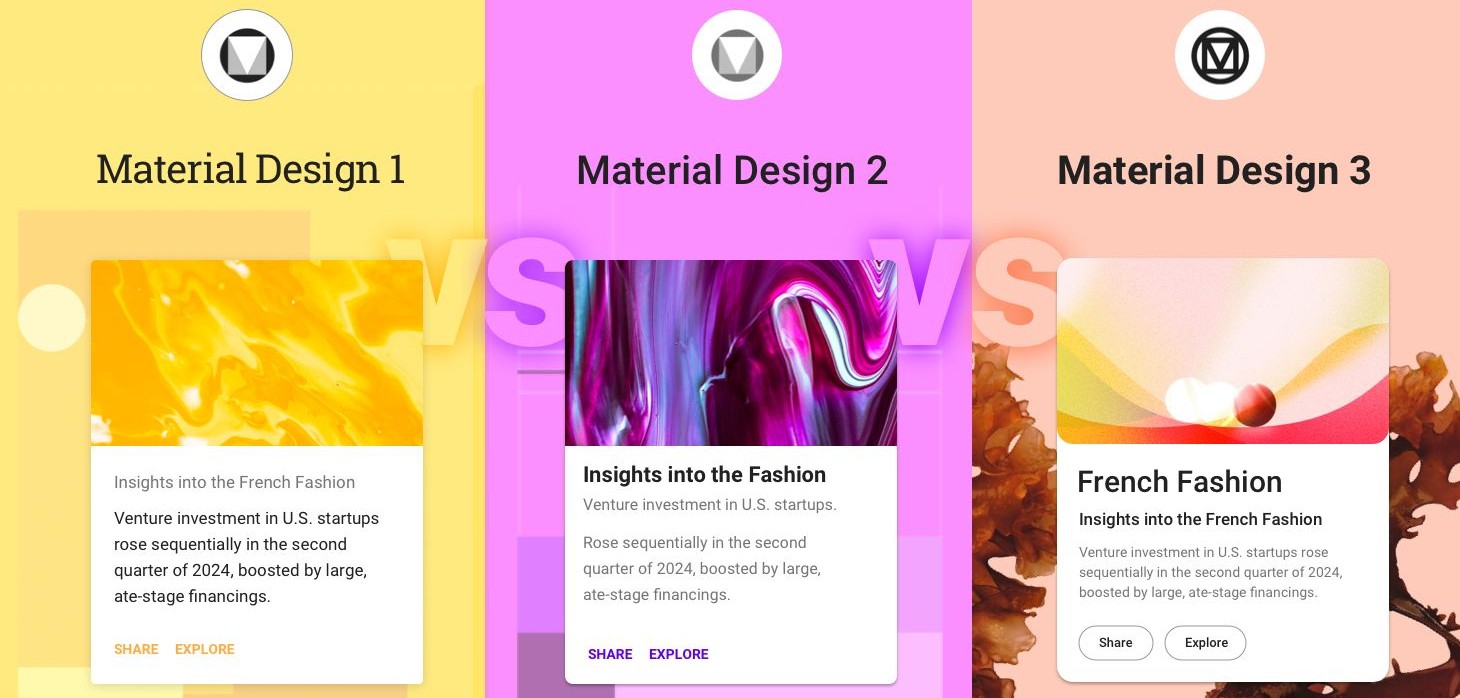 Material Design 1
Insights into the French Fashion
Venture investment in U.S. startups
rose sequentially in the second
quarter of 2024, boosted by large,
ate-stage financings.
SHARE EXPLORE
vs
Material Design 2
Insights into the Fashion
Venture investment in U.S. startups.
Rose sequentially in the second
quarter of 2024, boosted by large,
ate-stage financings.
SHARE EXPLORE
vs
Material Design 3
French Fashion
Insights into the French Fashion
Venture investment in U.S. startups rose
sequentially in the second quarter of 2024,
boosted by large, ate-stage financings.
Share Explore